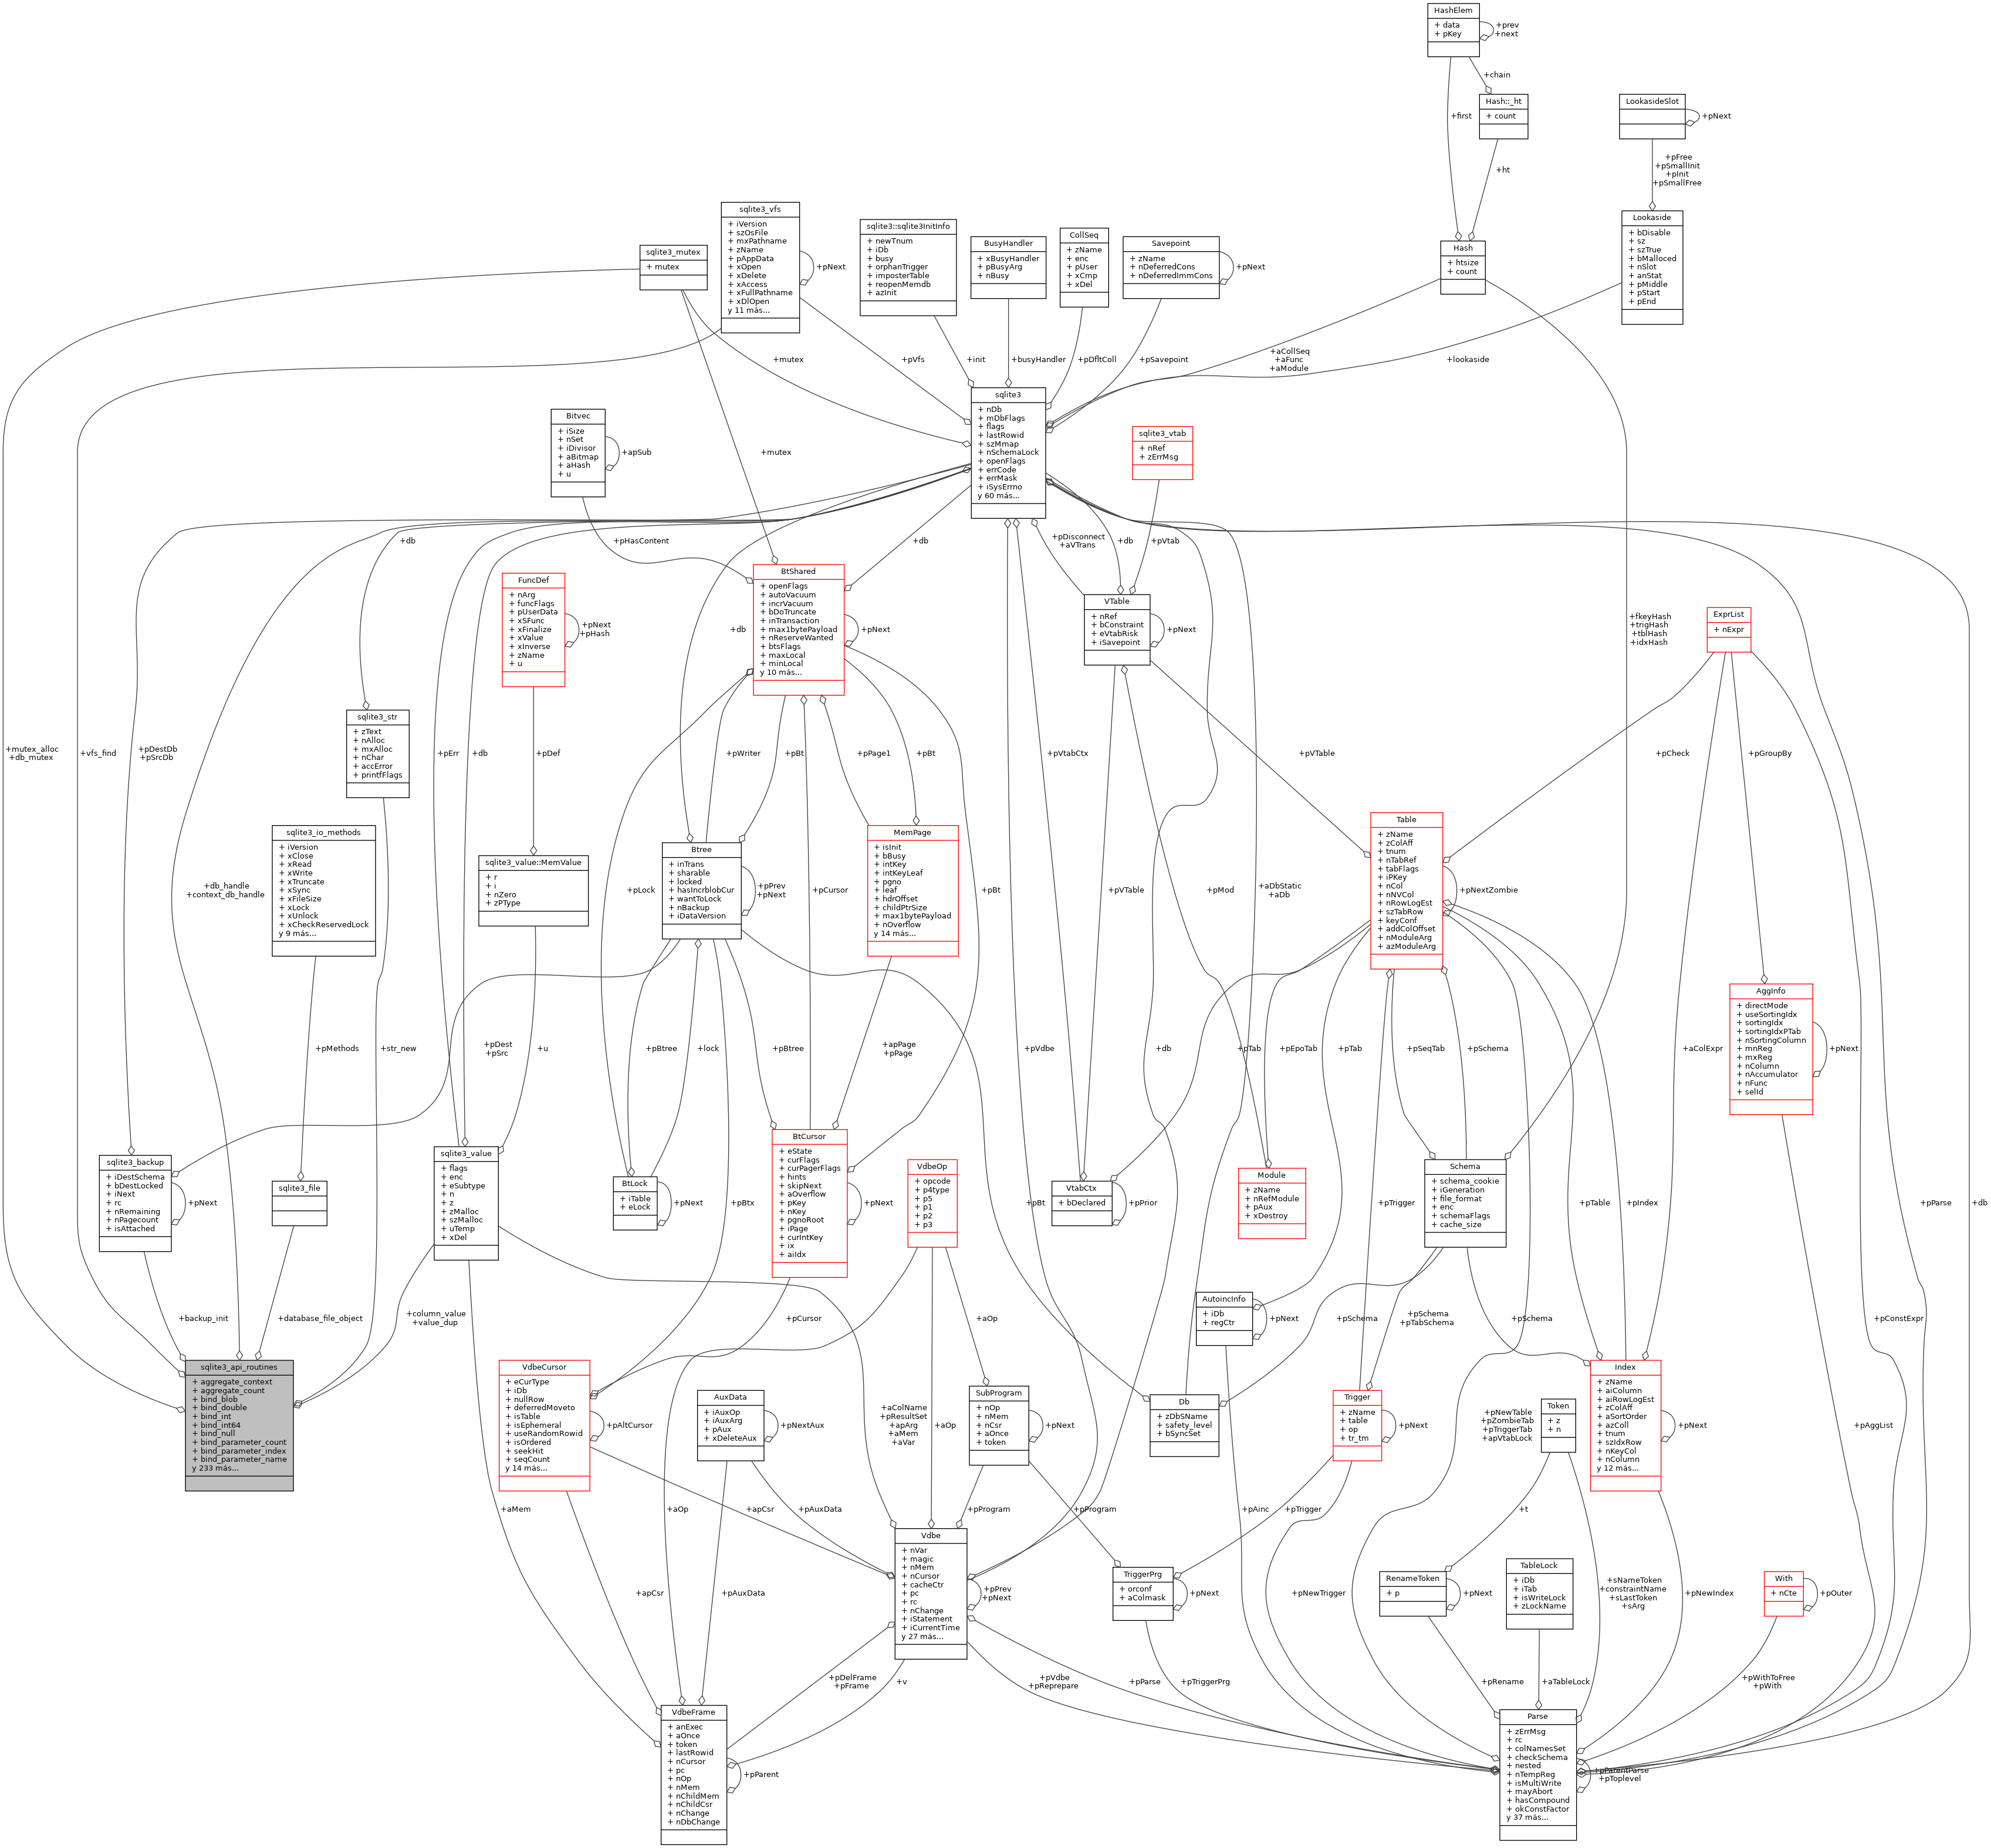 HashElem
+ data
+ pKey
+prev
+next
+chain
Hash::_ht
+ count
+first
+ht
LookasideSlot
+pNext
+pFree
+pSmallInit
+pInit
+pSmallFree
Lookaside
+ bDisable
+ sz
+ szTrue
+ bMalloced
+ nSlot
+ anStat
+ pMiddle
+ pStart
+ pEnd
Hash
+ htsize
+ count
sqlite3_mutex
+ mutex
sqlite3_vfs
+ iVersion
+ szOsFile
+ mxPathname
+ zName
+ pAppData
+ xOpen
+ xDelete
+ xAccess
+ xFullPathname
+ xDlOpen
y 11 más...
+pNext
sqlite3::sqlite3InitInfo
+ newTnum
+ iDb
+ busy
+ orphanTrigger
+ imposterTable
+ reopenMemdb
+ azInit
BusyHandler
+ xBusyHandler
+ pBusyArg
+ nBusy
CollSeq
+ zName
+ enc
+ pUser
+ xCmp
+ xDel
Savepoint
+ zName
+ nDeferredCons
+ nDeferredImmCons
+pNext
+mutex
+pVfs
+init
+busyHandler
+pDfltColl
+pSavepoint
+aCollSeq
+aFunc
+aModule
+lookaside
sqlite3
+ nDb
+ mDbFlags
+ flags
+ lastRowid
+ szMmap
+ nSchemaLock
+ openFlags
+ errCode
+ errMask
+ iSysErrno
y 60 más...
Bitvec
+ iSize
+ nSet
+ iDivisor
+ aBitmap
+ aHash
+ u
+apSub
+mutex
sqlite3_vtab
+ nRef
+ zErrMsg
+db
+pHasContent
+db
+pDisconnect
+aVTrans
+db
+pVtab
FuncDef
+ nArg
+ funcFlags
+ pUserData
+ xSFunc
+ xFinalize
+ xValue
+ xInverse
+ zName
+ u
+pNext
+pHash
BtShared
+ openFlags
+ autoVacuum
+ incrVacuum
+ bDoTruncate
+ inTransaction
+ max1bytePayload
+ nReserveWanted
+ btsFlags
+ maxLocal
+ minLocal
y 10 más...
+pNext
+db
VTable
+ nRef
+ bConstraint
+ eVtabRisk
+ iSavepoint
+pNext
+fkeyHash
+trigHash
+tblHash
+idxHash
ExprList
+ nExpr
sqlite3_str
+ zText
+ nAlloc
+ mxAlloc
+ nChar
+ accError
+ printfFlags
+mutex_alloc
+db_mutex
+vfs_find
+pDestDb
+pSrcDb
+pErr
+db
+pDef
+pWriter
+pBt
+pPage1
+pBt
+pVtabCtx
+pVTable
+pCheck
+pGroupBy
sqlite3_io_methods
+ iVersion
+ xClose
+ xRead
+ xWrite
+ xTruncate
+ xSync
+ xFileSize
+ xLock
+ xUnlock
+ xCheckReservedLock
y 9 más...
sqlite3_value::MemValue
+ r
+ i
+ nZero
+ zPType
Btree
+ inTrans
+ sharable
+ locked
+ hasIncrblobCur
+ wantToLock
+ nBackup
+ iDataVersion
+pPrev
+pNext
MemPage
+ isInit
+ bBusy
+ intKey
+ intKeyLeaf
+ pgno
+ leaf
+ hdrOffset
+ childPtrSize
+ max1bytePayload
+ nOverflow
y 14 más...
Table
+ zName
+ zColAff
+ tnum
+ nTabRef
+ tabFlags
+ iPKey
+ nCol
+ nNVCol
+ nRowLogEst
+ szTabRow
+ keyConf
+ addColOffset
+ nModuleArg
+ azModuleArg
+pNextZombie
+db_handle
+context_db_handle
+pLock
+pCursor
+pBt
+pVTable
+pMod
+aDbStatic
+aDb
AggInfo
+ directMode
+ useSortingIdx
+ sortingIdx
+ sortingIdxPTab
+ nSortingColumn
+ mnReg
+ mxReg
+ nColumn
+ nAccumulator
+ nFunc
+ selId
+pNext
+pMethods
+str_new
+pDest
+pSrc
+u
+pBtree
+lock
+pBtree
+apPage
+pPage
+pVdbe
+db
+pTab
+pEpoTab
+pTab
+pSeqTab
+pSchema
+aColExpr
sqlite3_backup
+ iDestSchema
+ bDestLocked
+ iNext
+ rc
+ nRemaining
+ nPagecount
+ isAttached
+pNext
sqlite3_file
sqlite3_value
+ flags
+ enc
+ eSubtype
+ n
+ z
+ zMalloc
+ szMalloc
+ uTemp
+ xDel
BtLock
+ iTable
+ eLock
+pNext
+pBtx
BtCursor
+ eState
+ curFlags
+ curPagerFlags
+ hints
+ skipNext
+ aOverflow
+ pKey
+ nKey
+ pgnoRoot
+ iPage
+ curIntKey
+ ix
+ aiIdx
+pNext
VdbeOp
+ opcode
+ p4type
+ p5
+ p1
+ p2
+ p3
+pBt
VtabCtx
+ bDeclared
+pPrior
Module
+ zName
+ nRefModule
+ pAux
+ xDestroy
+pTrigger
Schema
+ schema_cookie
+ iGeneration
+ file_format
+ enc
+ schemaFlags
+ cache_size
+pTable
+pIndex
+pParse
+db
AutoincInfo
+ iDb
+ regCtr
+pNext
+backup_init
+database_file_object
+column_value
+value_dup
+pCursor
+aOp
+pSchema
+pSchema
+pTabSchema
+pSchema
+pConstExpr
sqlite3_api_routines
+ aggregate_context
+ aggregate_count
+ bind_blob
+ bind_double
+ bind_int
+ bind_int64
+ bind_null
+ bind_parameter_count
+ bind_parameter_index
+ bind_parameter_name
y 233 más...
VdbeCursor
+ eCurType
+ iDb
+ nullRow
+ deferredMoveto
+ isTable
+ isEphemeral
+ useRandomRowid
+ isOrdered
+ seekHit
+ seqCount
y 14 más...
+pAltCursor
AuxData
+ iAuxOp
+ iAuxArg
+ pAux
+ xDeleteAux
+pNextAux
+aColName
+pResultSet
+apArg
+aMem
+aVar
+aOp
SubProgram
+ nOp
+ nMem
+ nCsr
+ aOnce
+ token
+pNext
Db
+ zDbSName
+ safety_level
+ bSyncSet
Trigger
+ zName
+ table
+ op
+ tr_tm
+pNext
+pNewTable
+pZombieTab
+pTriggerTab
+apVtabLock
Token
+ z
+ n
Index
+ zName
+ aiColumn
+ aiRowLogEst
+ zColAff
+ aSortOrder
+ azColl
+ tnum
+ szIdxRow
+ nKeyCol
+ nColumn
y 12 más...
+pNext
+pAggList
+aMem
+aOp
+apCsr
+pAuxData
+pProgram
+pProgram
+pAinc
+pTrigger
+t
Vdbe
+ nVar
+ magic
+ nMem
+ nCursor
+ cacheCtr
+ pc
+ rc
+ nChange
+ iStatement
+ iCurrentTime
y 27 más...
+pPrev
+pNext
+apCsr
+pAuxData
TriggerPrg
+ orconf
+ aColmask
+pNext
+pNewTrigger
RenameToken
+ p
+pNext
TableLock
+ iDb
+ iTab
+ isWriteLock
+ zLockName
+sNameToken
+constraintName
+sLastToken
+sArg
+pNewIndex
With
+ nCte
+pOuter
+pDelFrame
+pFrame
+v
+pVdbe
+pReprepare
+pParse
+pTriggerPrg
+pRename
+aTableLock
+pWithToFree
+pWith
VdbeFrame
+ anExec
+ aOnce
+ token
+ lastRowid
+ nCursor
+ pc
+ nOp
+ nMem
+ nChildMem
+ nChildCsr
+ nChange
+ nDbChange
+pParent
Parse
+ zErrMsg
+ rc
+ colNamesSet
+ checkSchema
+ nested
+ nTempReg
+ isMultiWrite
+ mayAbort
+ hasCompound
+ okConstFactor
y 37 más...
+pParentParse
+pToplevel